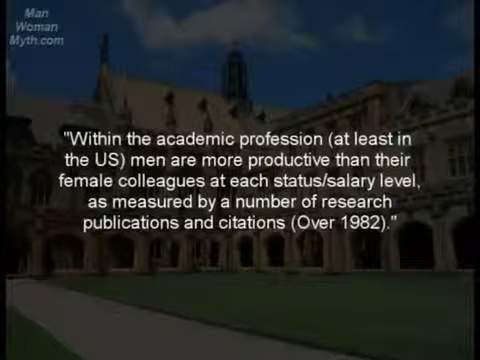 Man
Woman
Myth.com
"Within the academic profession (at least in
the US) men are more productive than their
female colleagues at each status/salary level,
as measured by a number of research
publications and citations (Over 1982)."